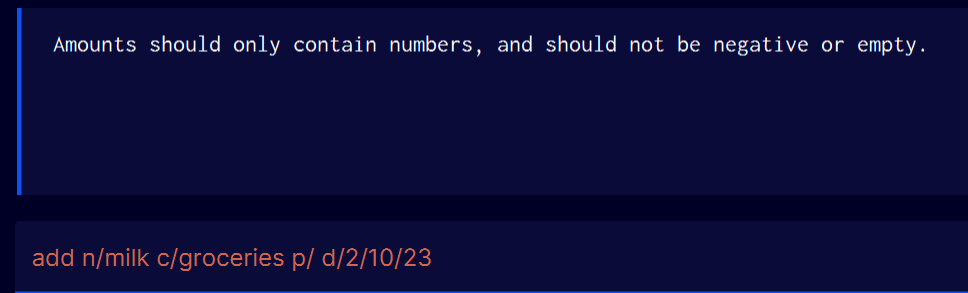 Amounts should only contain numbers, and should not be negative or empty.
add n/milk c/groceries p/ d/2/10/23